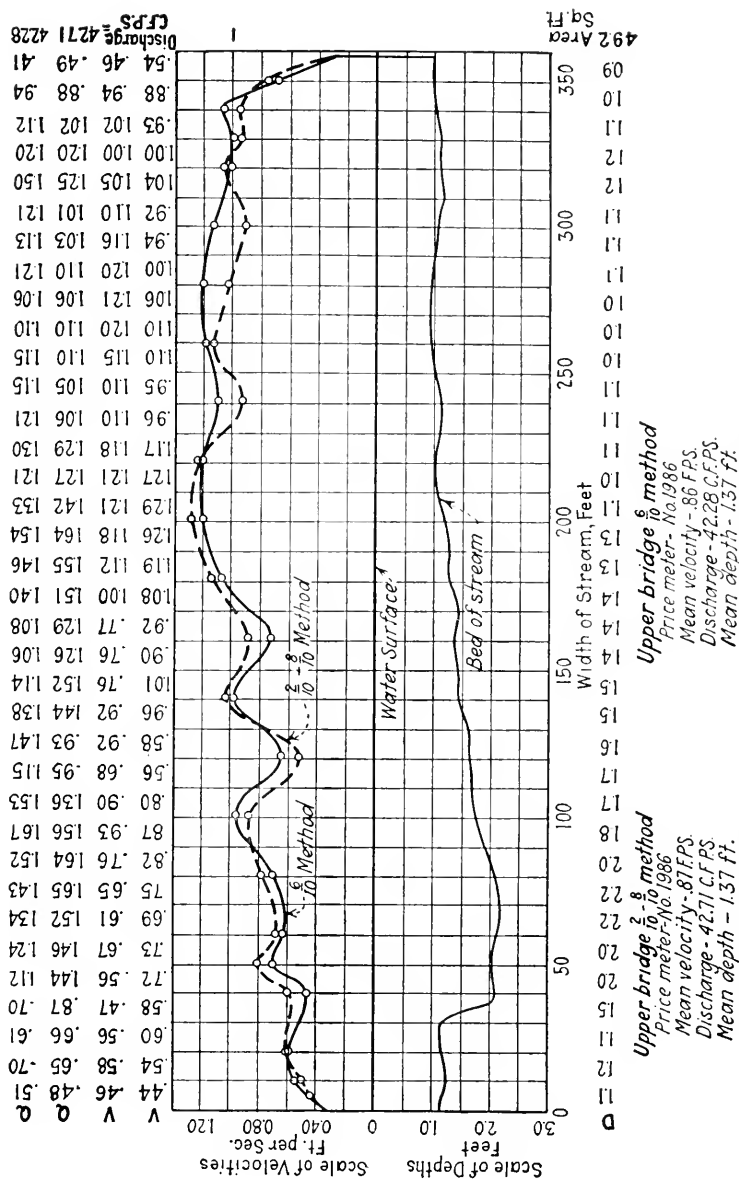 V V Q Q
.44 .46 .48 .51
.54 .58 .65 .70
.60 .56 .66 .61
.58 .47 .87 .70
.72 .56 1.44 1.12
.73 .67 1.46 1.24
.69 .61 1.52 1.34
.75 .65 1.65 1.43
.82 .76 1.64 1.52
.87 .93 1.56 1.67
.80 .90 1.36 1.53
.56 .68 .95 1.15
.58 .92 .93 1.47
.96 .92 1.44 1.38
1.01 .76 1.52 1.14
.90 .76 1.26 1.06
.92 .77 1.29 1.08
1.08 1.00 1.51 1.40
1.19 1.12 1.55 1.46
1.26 1.18 1.64 1.54
1.29 1.21 1.42 1.33
1.27 1.21 1.27 1.21
1.17 1.18 1.29 1.30
.96 1.10 1.06 1.21
.95 1.10 1.05 1.15
1.10 1.15 1.10 1.15
1.10 1.20 1.10 1.10
1.06 1.21 1.06 1.06
1.00 1.20 1.10 1.21
.94 1.16 1.03 1.13
.92 1.10 1.01 1.21
1.04 1.05 1.25 1.50
1.00 1.00 1.20 1.20
.93 1.02 1.02 1.12
.88 .94 .88 .94
.54 .46 .49 .41
Discharge = 42.71 42.28
C.F.P.S.
Scale of Velocities
Ft. per Sec.
1.20 0.80 0.40 0
Scale of Depths
Feet
1.0 2.0 3.0
6/10 Method
2/10 - 8/10 Method
Water Surface
Bed of stream
0 50 100 150 200 250 300 350
Width of Stream, Feet
D
1.1
1.2
1.1
1.5
2.0
2.0
2.2
2.2
2.0
1.8
1.7
1.7
1.6
1.5
1.5
1.4
1.4
1.4
1.3
1.3
1.1
1.0
1.1
1.1
1.1
1.0
1.0
1.0
1.1
1.1
1.1
1.2
1.2
1.1
1.0
0.9
492 Area
Sq. Ft.
Upper bridge 2/10 - 8/10 method
Price meter-No. 1986
Mean velocity-.87 F.P.S.
Discharge-42.71 C.F.P.S.
Mean depth - 1.37 ft.
Upper bridge 6/10 method
Price meter-No. 1986
Mean velocity-.86 F.P.S.
Discharge-42.28 C.F.P.S.
Mean depth-1.37 ft.